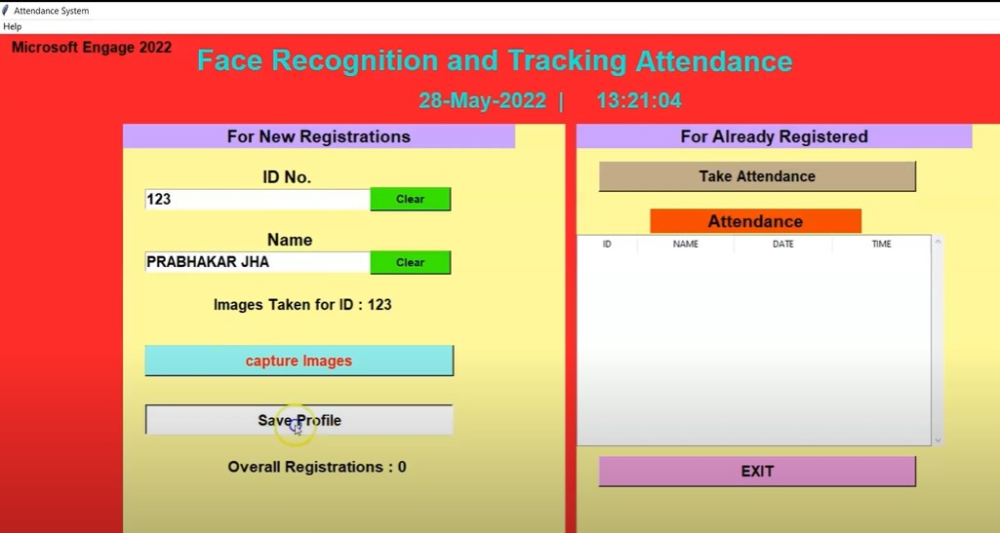 Attendance System
Help
Microsoft Engage 2022
Face Recognition and Tracking Attendance
28-May-2022 | 13:21:04
For New Registrations
ID No.
123 Clear
Name
PRABHAKAR JHA Clear
Images Taken for ID : 123
capture Images
Save Profile
Overall Registrations : 0
For Already Registered
Take Attendance
Attendance
ID NAME DATE TIME
EXIT